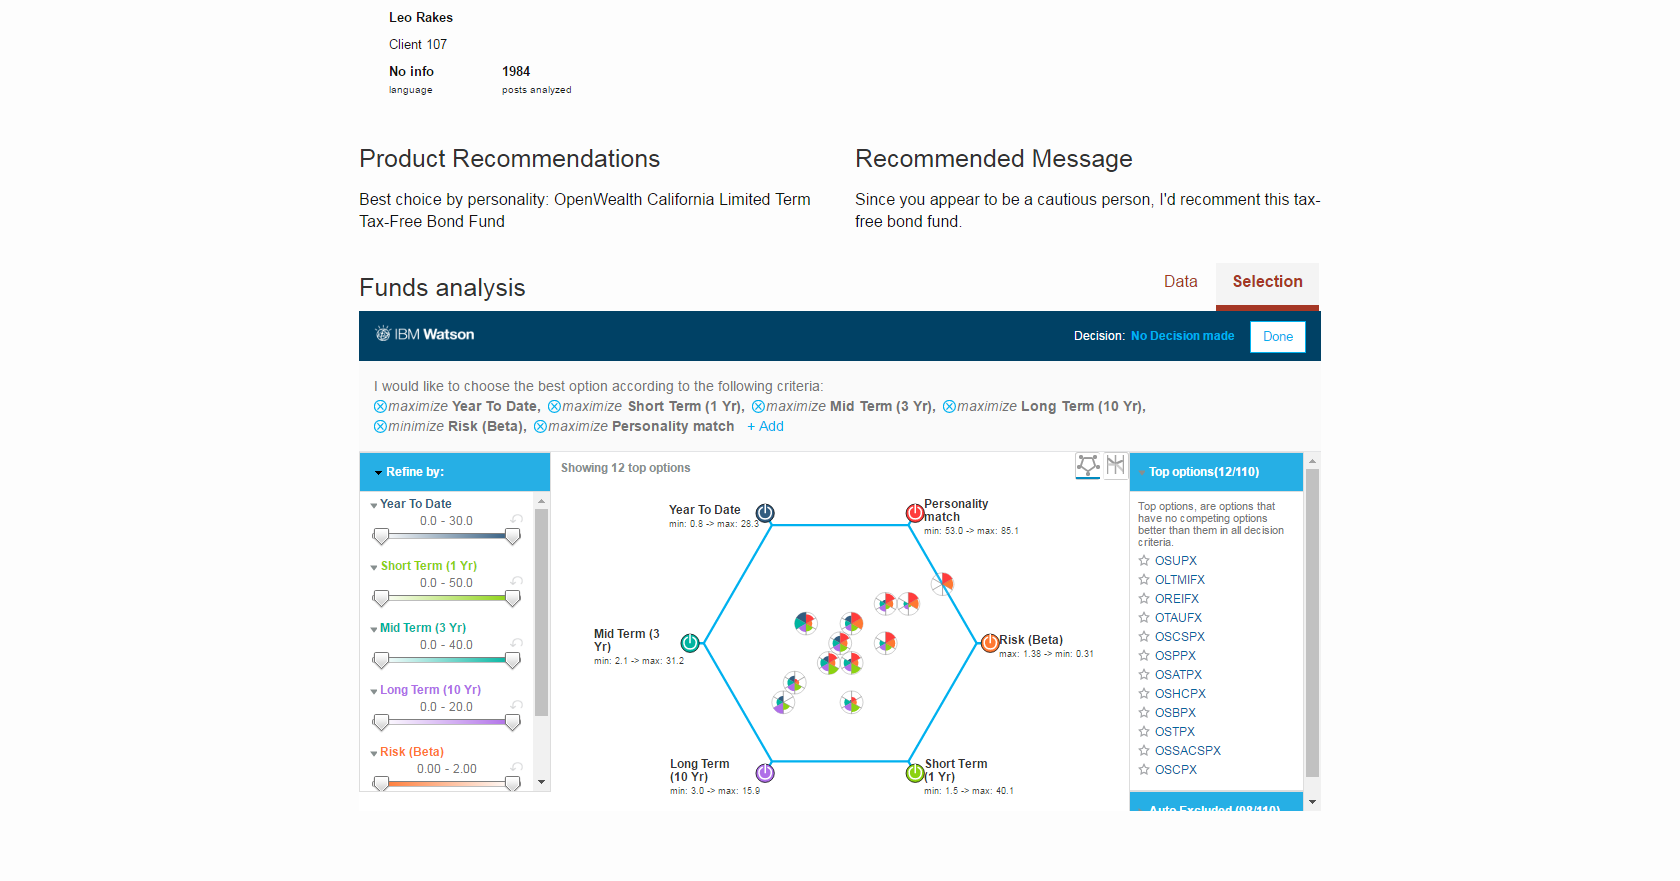 Leo Rakes
Client 107
No info 1984
language posts analyzed
Product Recommendations
Best choice by personality: OpenWealth California Limited Term
Tax-Free Bond Fund
Recommended Message
Since you appear to be a cautious person, I'd recomment this tax-
free bond fund.
Funds analysis
Data Selection
IBM Watson
Decision: No Decision made Done
I would like to choose the best option according to the following criteria:
maximize Year To Date, maximize Short Term (1 Yr), maximize Mid Term (3 Yr), maximize Long Term (10 Yr),
minimize Risk (Beta), maximize Personality match + Add
Refine by:
Year To Date
0.0 - 30.0
Short Term (1 Yr)
0.0 - 50.0
Mid Term (3 Yr)
0.0 - 40.0
Long Term (10 Yr)
0.0 - 20.0
Risk (Beta)
0.00 - 2.00
Showing 12 top options
Year To Date
min: 0.8 -> max: 28.3
Personality
match
min: 53.0 -> max: 85.1
Mid Term (3
Yr)
min: 2.1 -> max: 31.2
Risk (Beta)
max: 1.38 -> min: 0.31
Long Term
(10 Yr)
min: 3.0 -> max: 15.9
Short Term
(1 Yr)
min: 1.5 -> max: 40.1
Top options(12/110)
Top options, are options that
have no competing options
better than them in all decision
criteria.
OSUPX
OLTMIFX
OREIFX
OTAUFX
OSCSPX
OSPPX
OSATPX
OSHCPX
OSBPX
OSTPX
OSSACSPX
OSCPX
Auto Excluded (98/110)